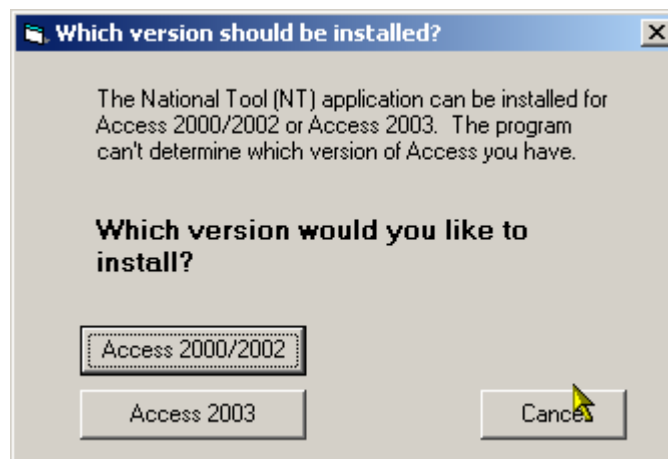 Which version should be installed?
The National Tool (NT) application can be installed for
Access 2000/2002 or Access 2003. The program
can't determine which version of Access you have.
Which version would you like to
install?
Access 2000/2002
Access 2003
Cancel